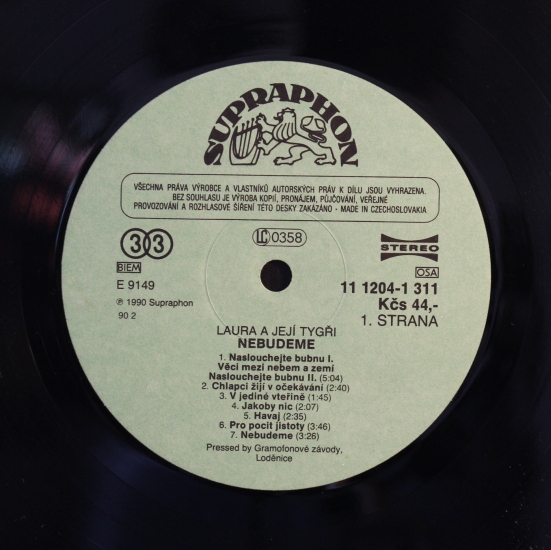 SUPRAPHON
VŠECHNA PRÁVA VÝROBCE A VLASTNÍKŮ AUTORSKÝCH PRÁV K DÍLU JSOU VYHRAZENA.
BEZ SOUHLASU JE VÝROBA KOPIÍ, PRONÁJEM, PŮJČOVÁNÍ, VEŘEJNÉ
PROVOZOVÁNÍ A ROZHLASOVÉ ŠÍŘENÍ TÉTO DESKY ZAKÁZÁNO - MADE IN CZECHOSLOVAKIA
33
LC 0358
STEREO
BIEM
OSA
E 9149
11 1204-1 311
℗ 1990 Supraphon
Kčs 44,-
90 2
1. STRANA
LAURA A JEJÍ TYGŘI
NEBUDEME
1. Naslouchejte bubnu I.
Věci mezi nebem a zemí
Naslouchejte bubnu II. (5:04)
2. Chlapci žijí v očekávání (2:40)
3. V jediné vteřině (1:45)
4. Jakoby nic (2:07)
5. Havaj (2:35)
6. Pro pocit jistoty (3:46)
7. Nebudeme (3:26)
Pressed by Gramofonové závody,
Loděnice